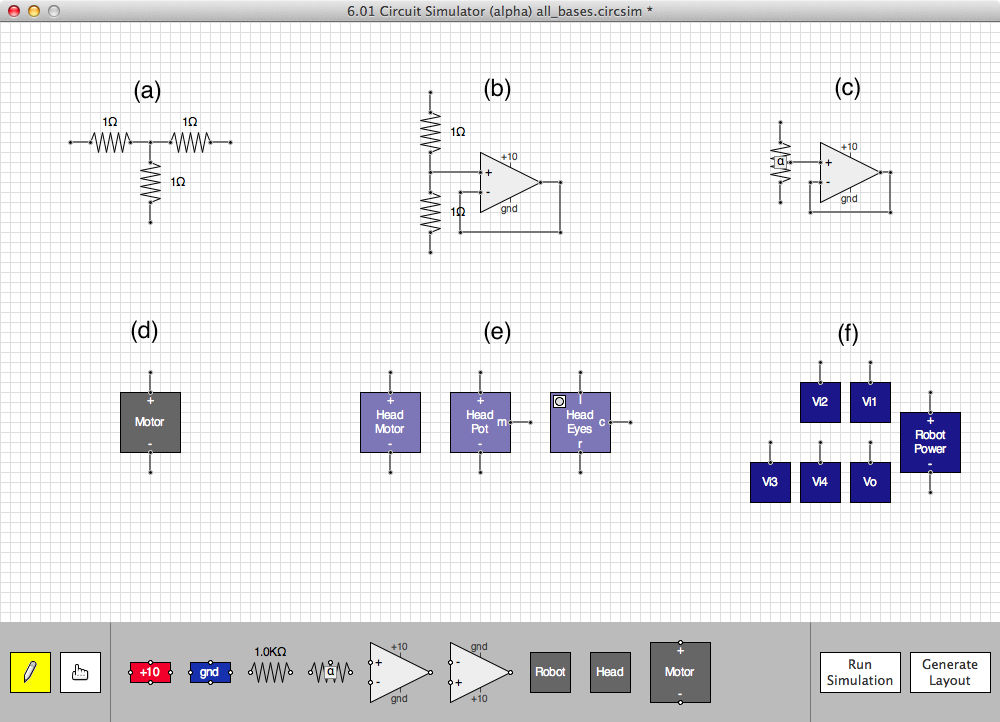 6.01 Circuit Simulator (alpha) all_bases.circsim *
(a)
(b)
(c)
1Ω
1Ω
1Ω
1Ω
+10
+
-
gnd
1Ω
α
+10
+
-
gnd
(d)
(e)
(f)
+
Motor
-
+
Head
Motor
-
+
Head
Pot
m
-
l
Head
Eyes
c
r
Vi2
Vi1
+
Robot
Power
-
Vi3
Vi4
Vo
+10
gnd
1.0KΩ
α
+10
+
-
gnd
gnd
-
+
+10
Robot
Head
+
Motor
-
Run
Simulation
Generate
Layout